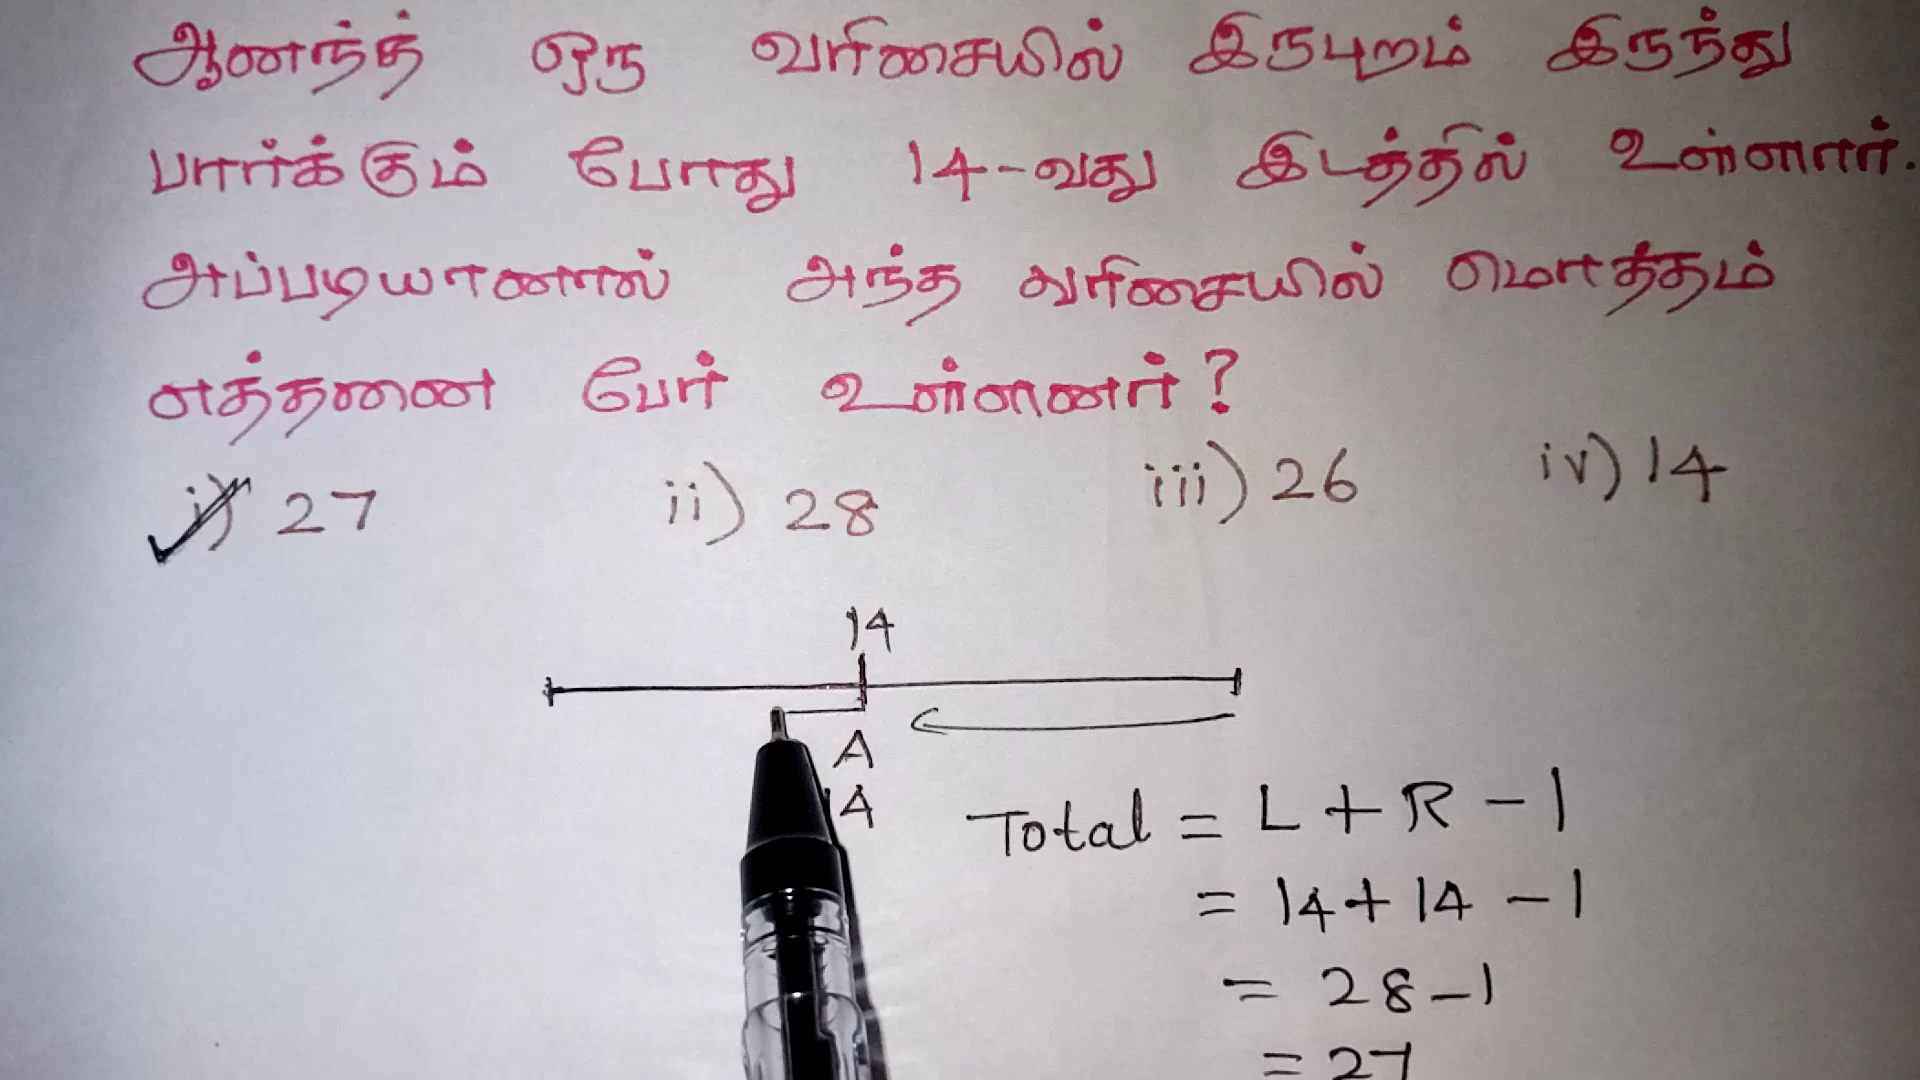 ஆனந்த் ஒரு வரிசையில் இருபுறம் இருந்து
பார்க்கும் போது 14-வது இடத்தில் உள்ளார்.
அப்படியானால் அந்த வரிசையில் மொத்தம்
எத்தனை பேர் உள்ளனர்?
i) 27 ii) 28 iii) 26 iv) 14
14
A
14
Total = L + R - 1
= 14 + 14 - 1
= 28 - 1
= 27